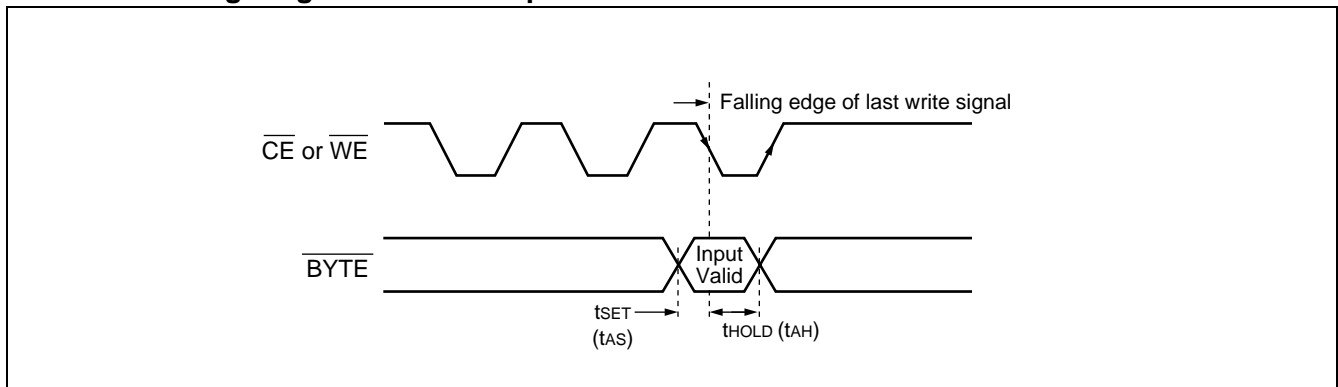 Falling edge of last write signal
CE or WE
BYTE
Input
Valid
tSET
(tAS)
tHOLD (tAH)